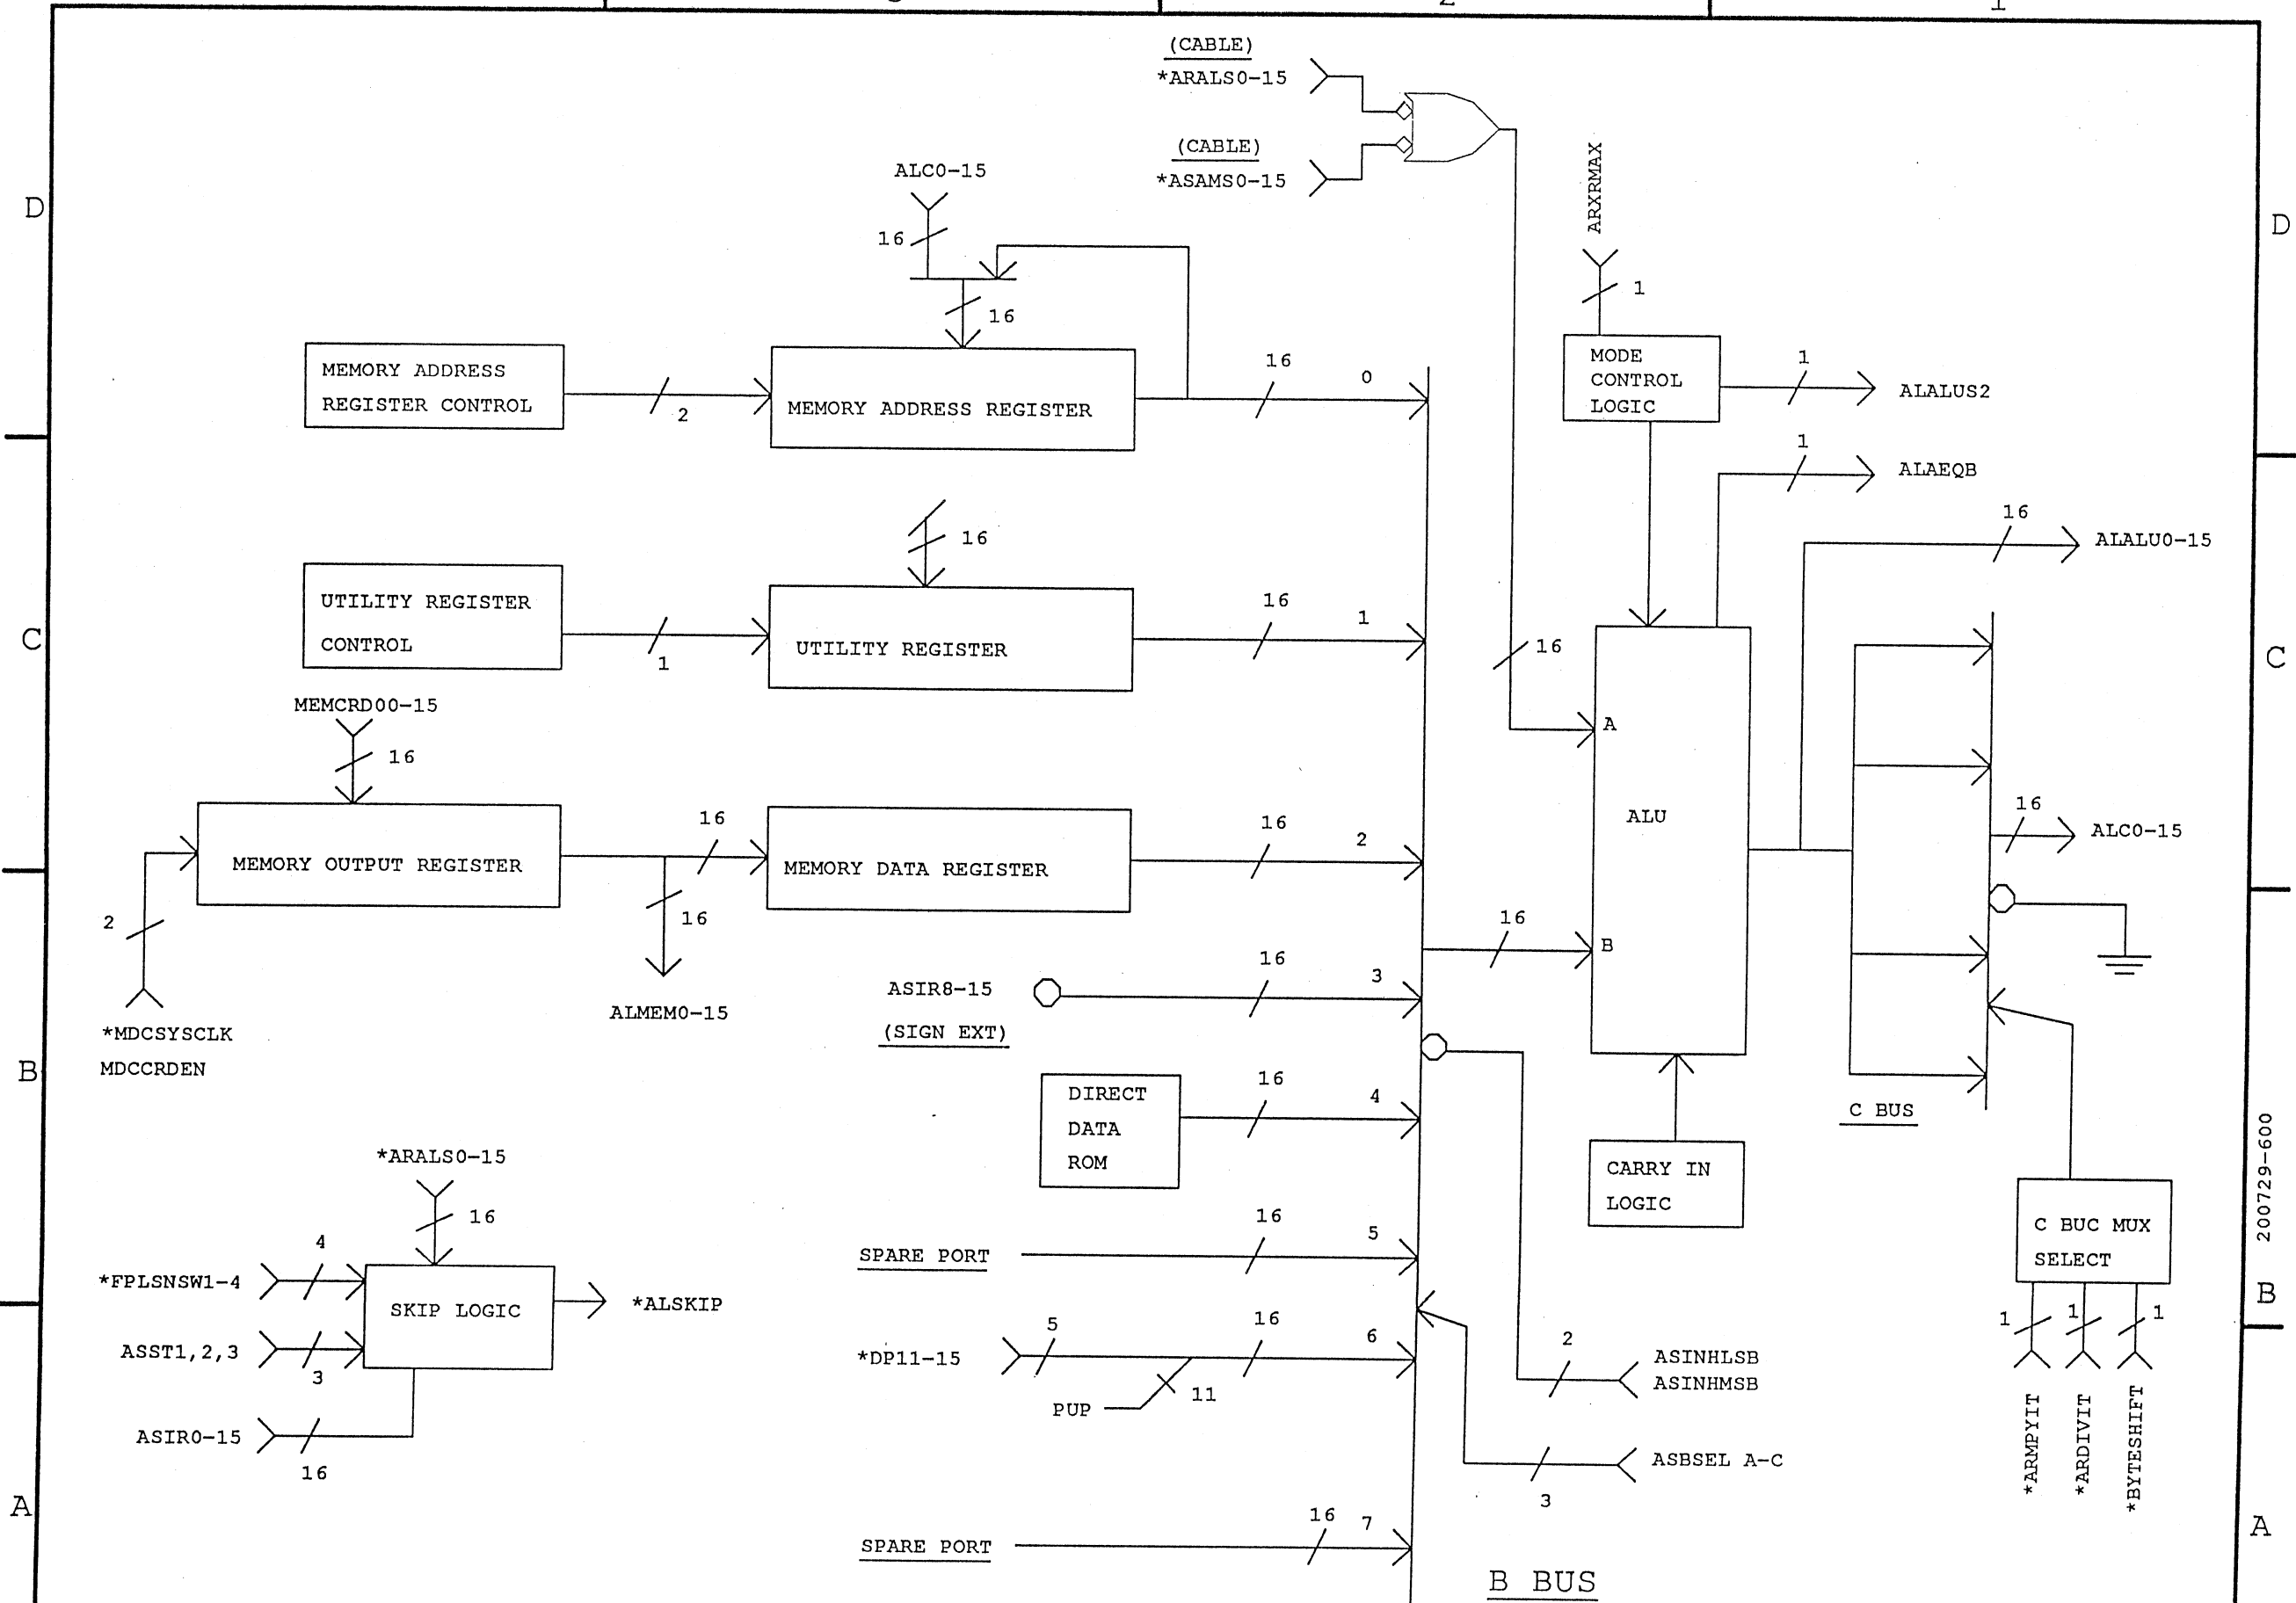 2
1
(CABLE)
*ARALS0-15
(CABLE)
*ASAMS0-15
ALC0-15
16
16
ARXRMAX
1
D
D
MEMORY ADDRESS
REGISTER CONTROL
2
MEMORY ADDRESS REGISTER
16
0
MODE
CONTROL
LOGIC
1
ALALUS2
1
ALAEQB
16
ALALU0-15
16
UTILITY REGISTER
CONTROL
1
UTILITY REGISTER
16
1
16
C
C
MEMCRD00-15
16
A
MEMORY OUTPUT REGISTER
16
MEMORY DATA REGISTER
16
2
ALU
16
ALC0-15
2
16
ALMEM0-15
16
B
*MDCSYSCLK
MDCCRDEN
ASIR8-15
(SIGN EXT)
16
3
B
DIRECT
DATA
ROM
16
4
C BUS
CARRY IN
LOGIC
200729-600
*ARALS0-15
16
*FPLSNSW1-4
4
SKIP LOGIC
*ALSKIP
ASST1,2,3
3
ASIR0-15
16
SPARE PORT
16
5
C BUC MUX
SELECT
B
1
1
1
*ARMPYIT
*ARDIVIT
*BYTESHIFT
*DP11-15
5
16
6
PUP
11
2
ASINHLSB
ASINHMSB
ASBSEL A-C
3
A
A
SPARE PORT
16
7
B BUS